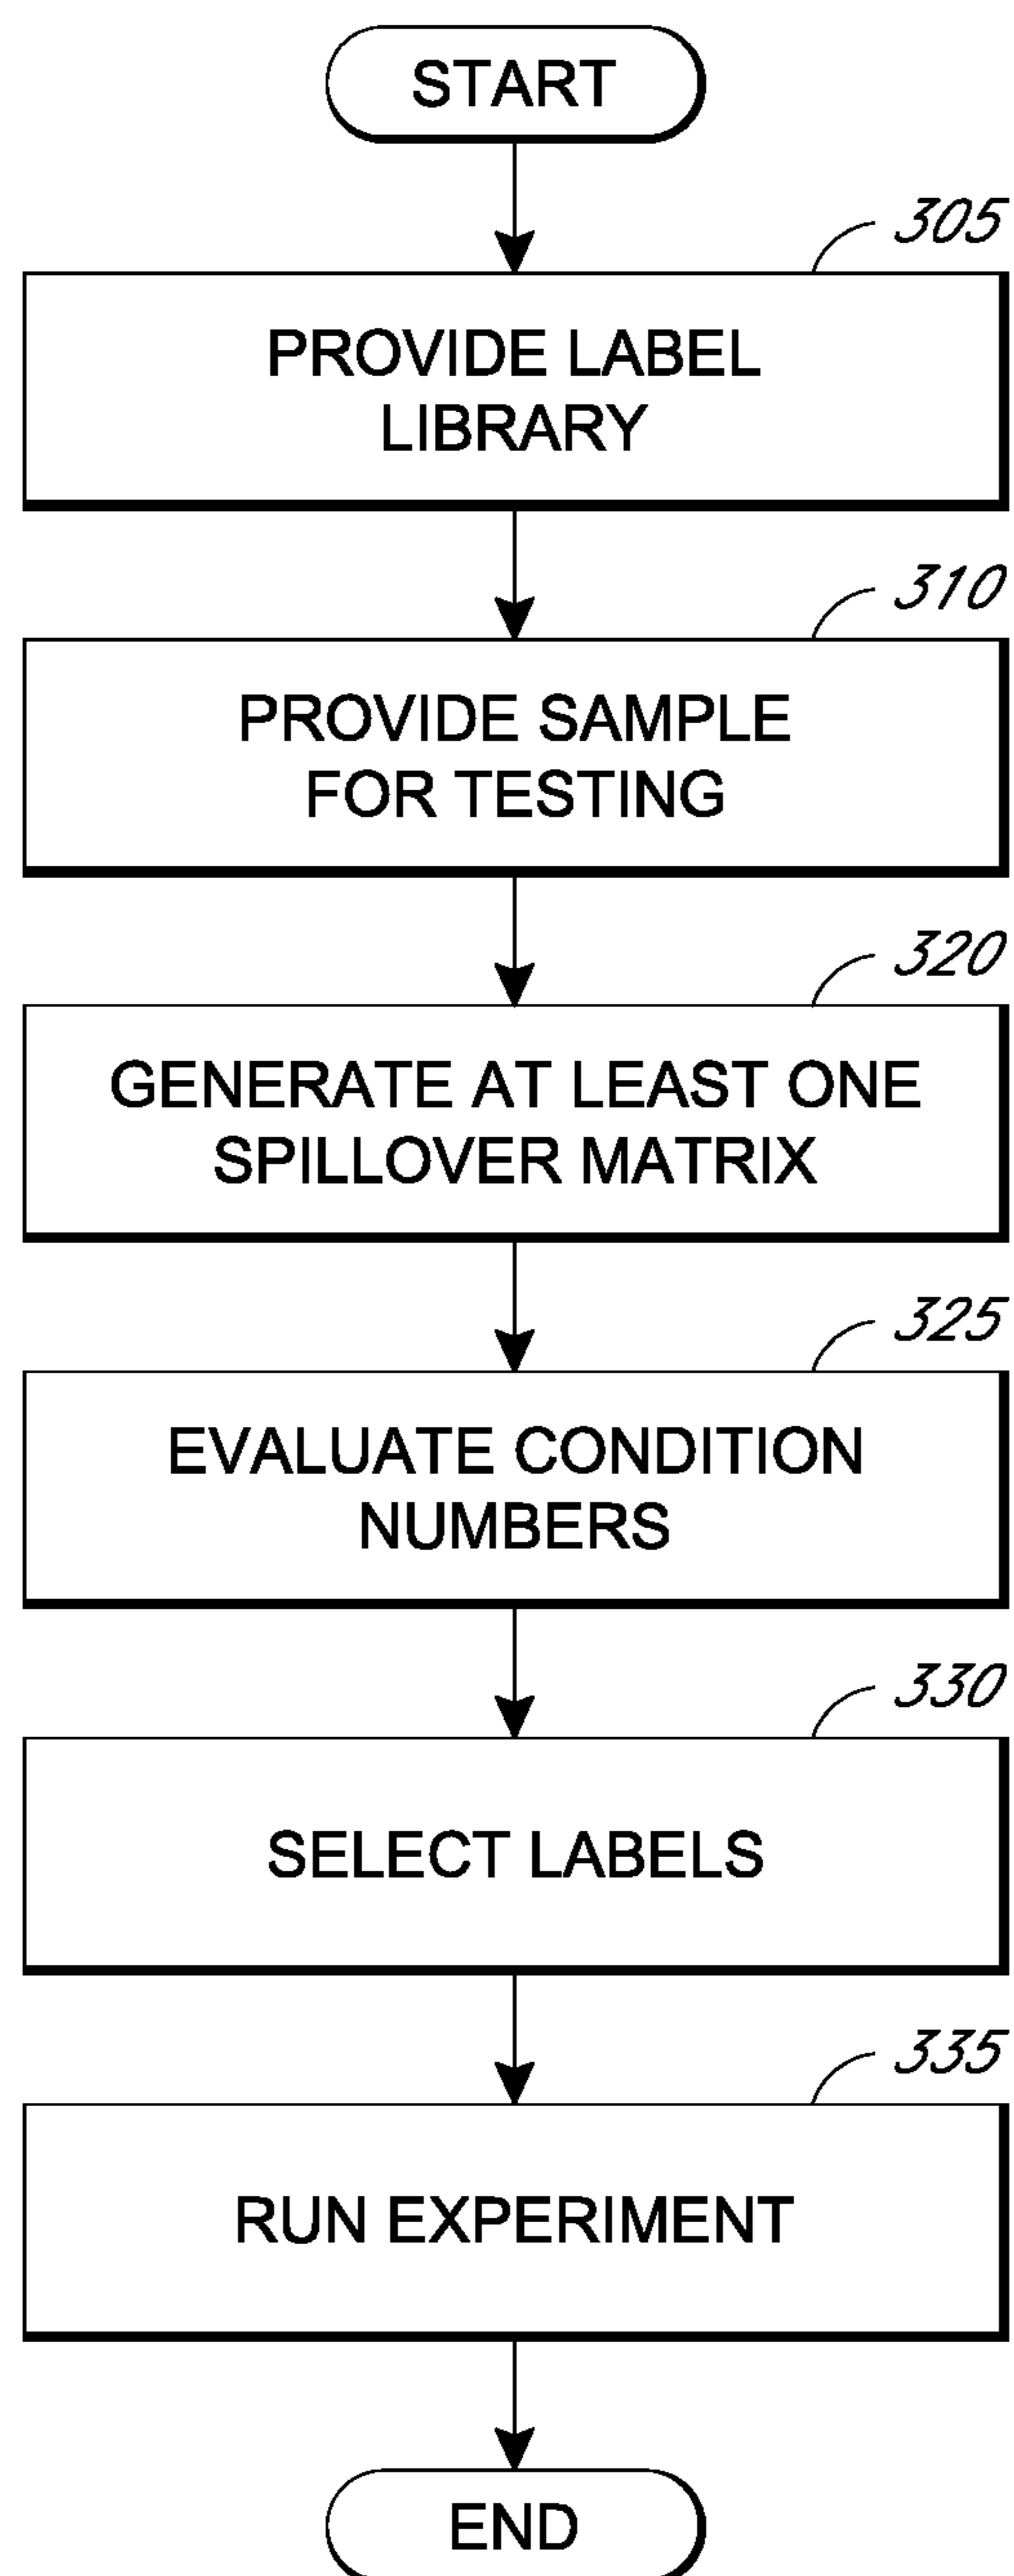 START
305
PROVIDE LABEL
LIBRARY
310
PROVIDE SAMPLE
FOR TESTING
320
GENERATE AT LEAST ONE
SPILLOVER MATRIX
325
EVALUATE CONDITION
NUMBERS
330
SELECT LABELS
335
RUN EXPERIMENT
END